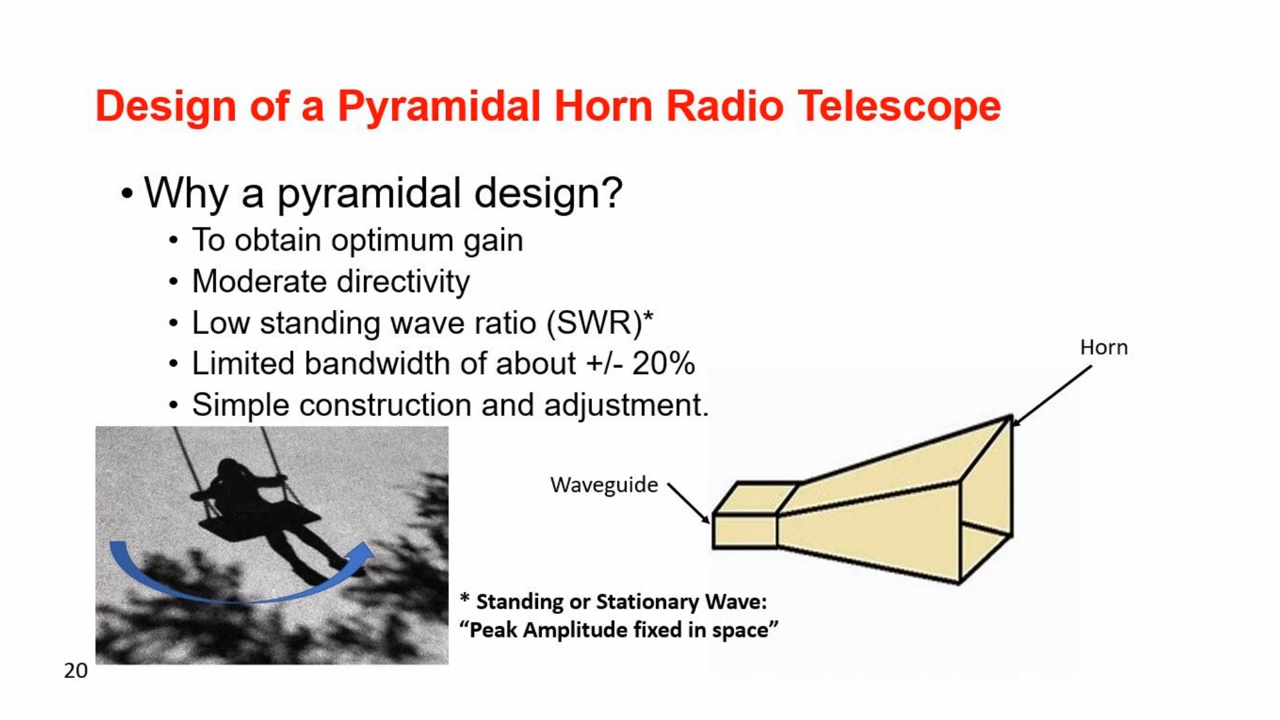 Design of a Pyramidal Horn Radio Telescope
• Why a pyramidal design?
• To obtain optimum gain
• Moderate directivity
• Low standing wave ratio (SWR)*
• Limited bandwidth of about +/- 20%
• Simple construction and adjustment.
Horn
Waveguide
* Standing or Stationary Wave:
“Peak Amplitude fixed in space”
20